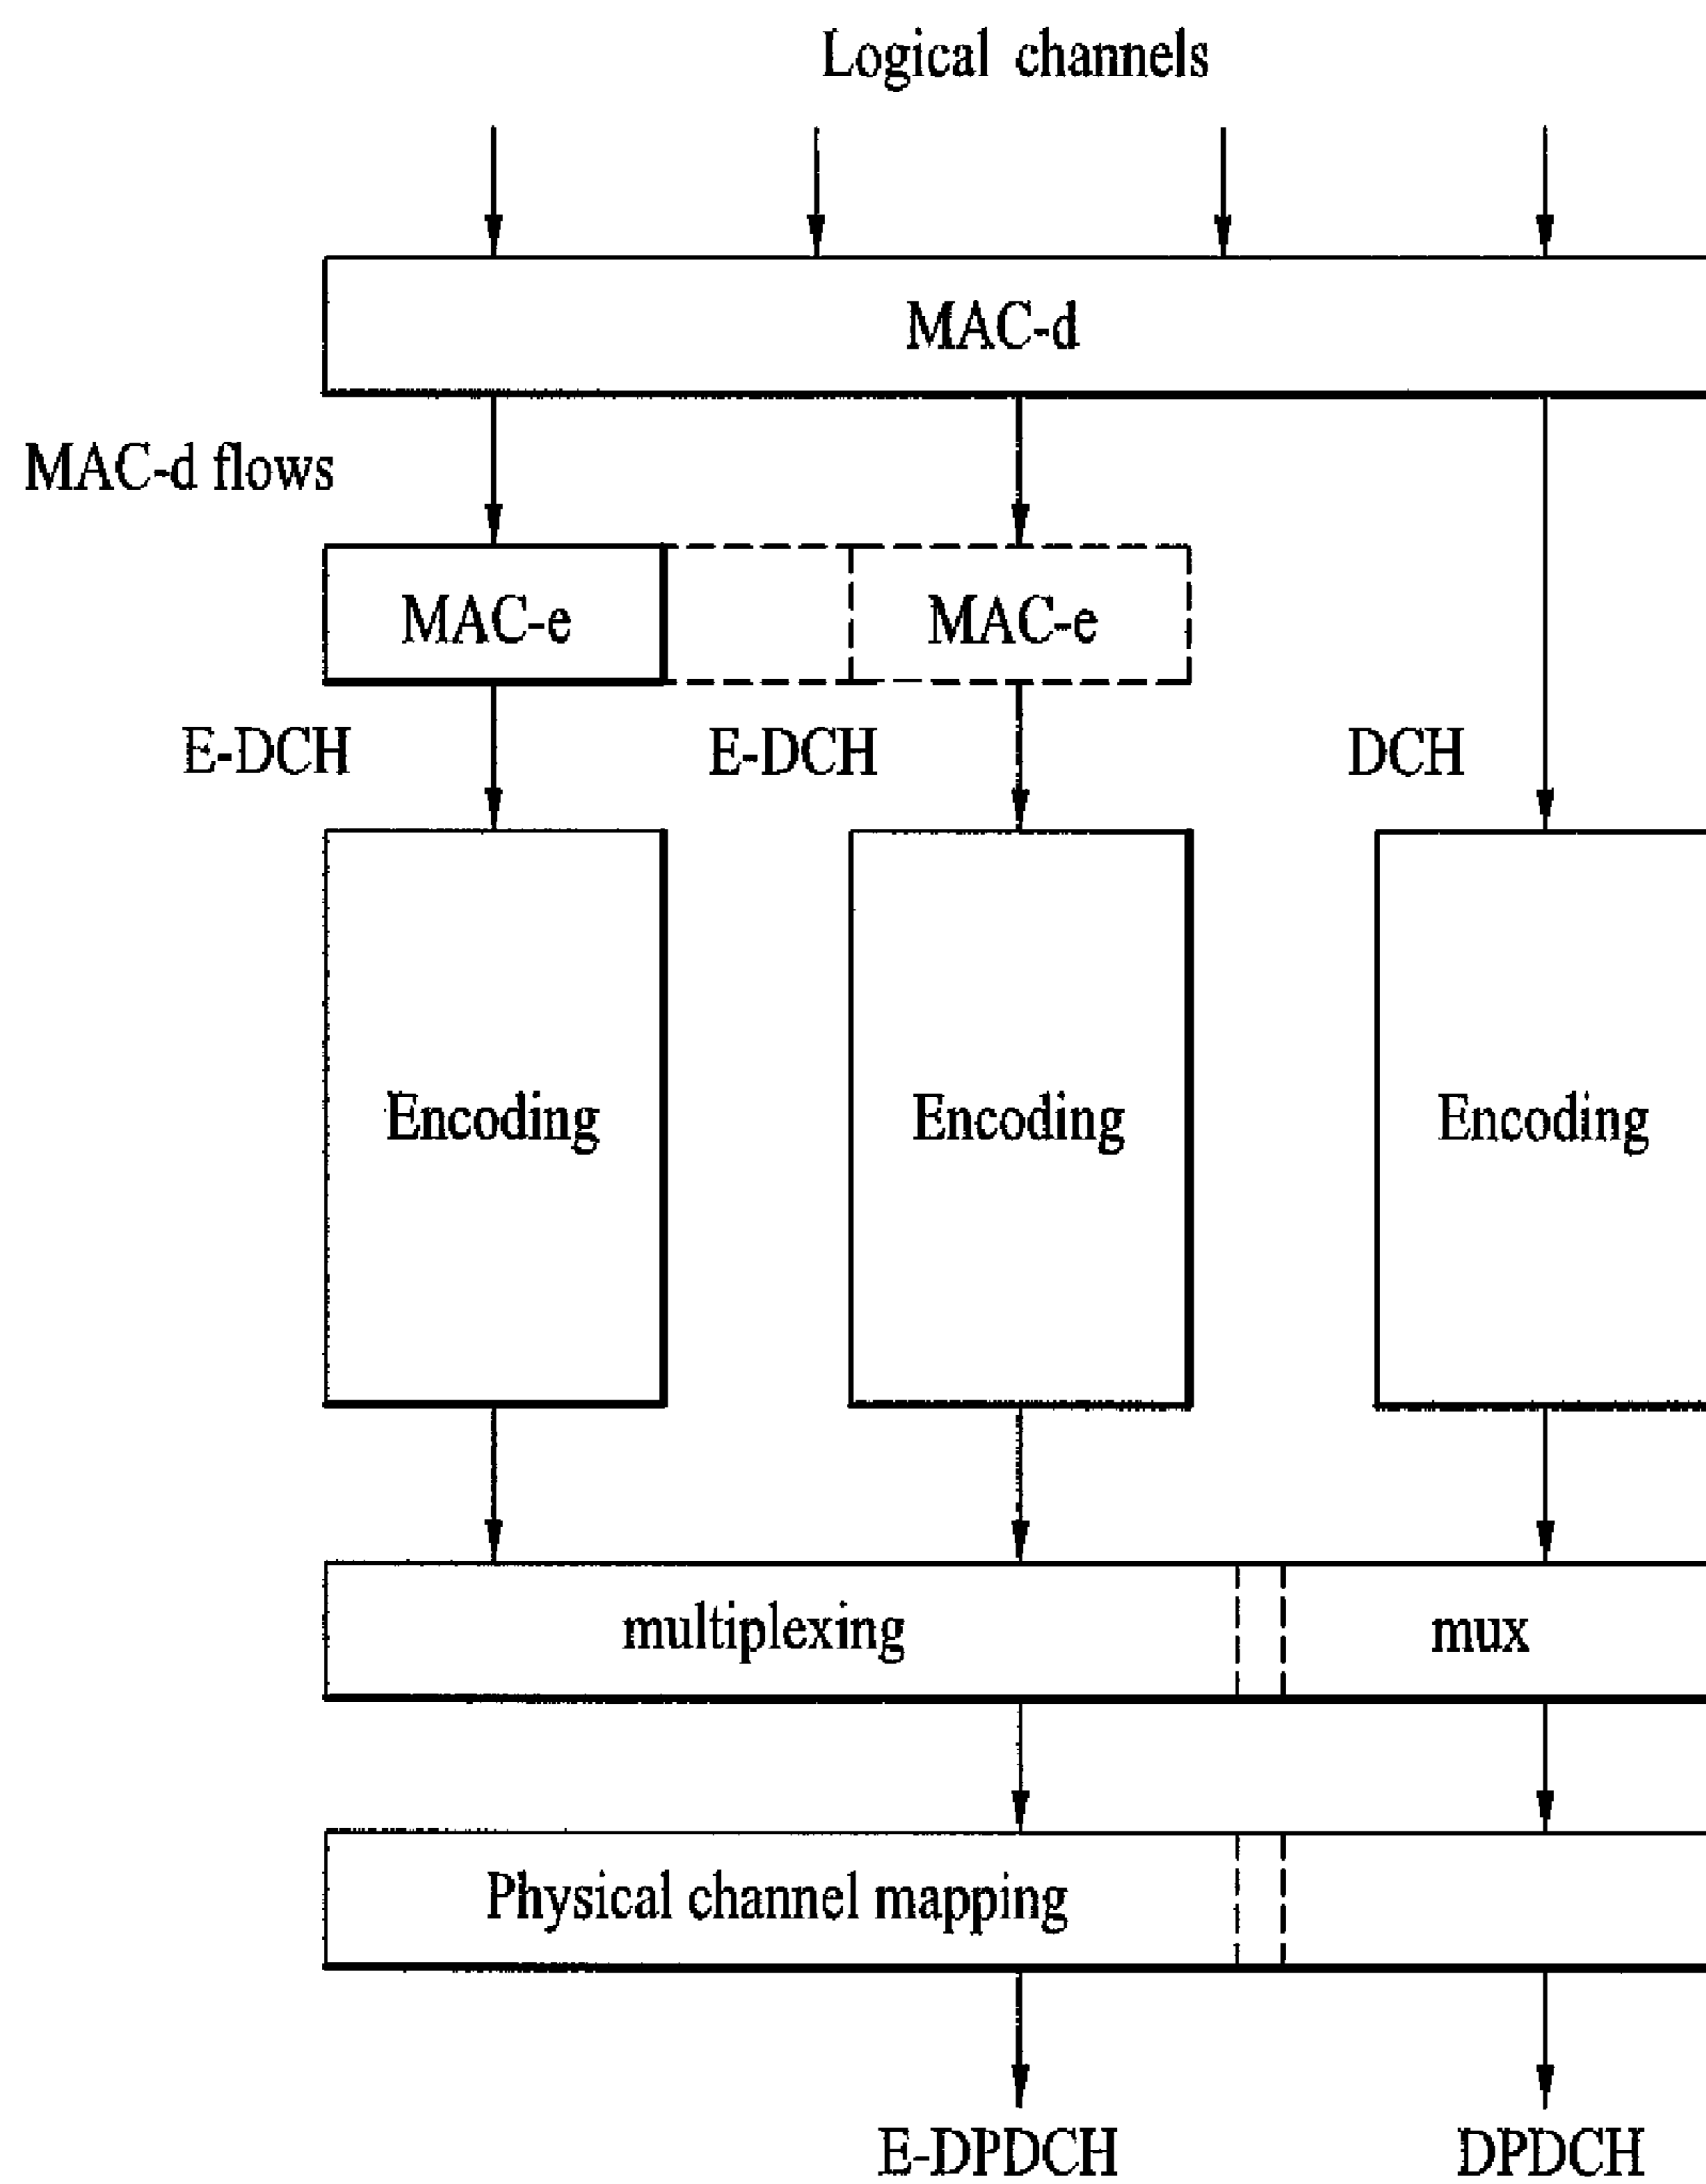 Logical channels
MAC-d
MAC-d flows
MAC-e
MAC-e
E-DCH
E-DCH
DCH
Encoding
Encoding
Encoding
multiplexing
mux
Physical channel mapping
E-DPDCH
DPDCH